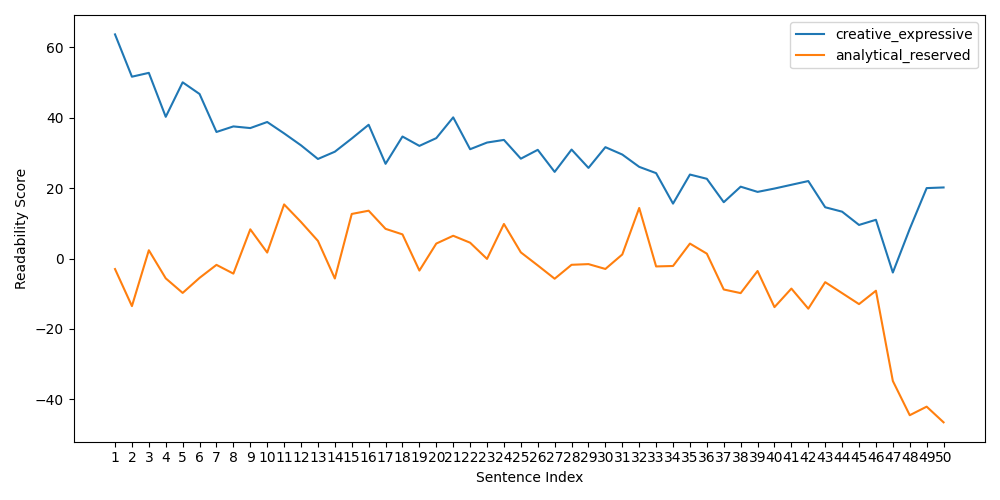 creative_expressive
analytical_reserved
Readability Score
60
40
20
0
−20
−40
1 2 3 4 5 6 7 8 9 10 11 12 13 14 15 16 17 18 19 20 21 22 23 24 25 26 27 28 29 30 31 32 33 34 35 36 37 38 39 40 41 42 43 44 45 46 47 48 49 50
Sentence Index